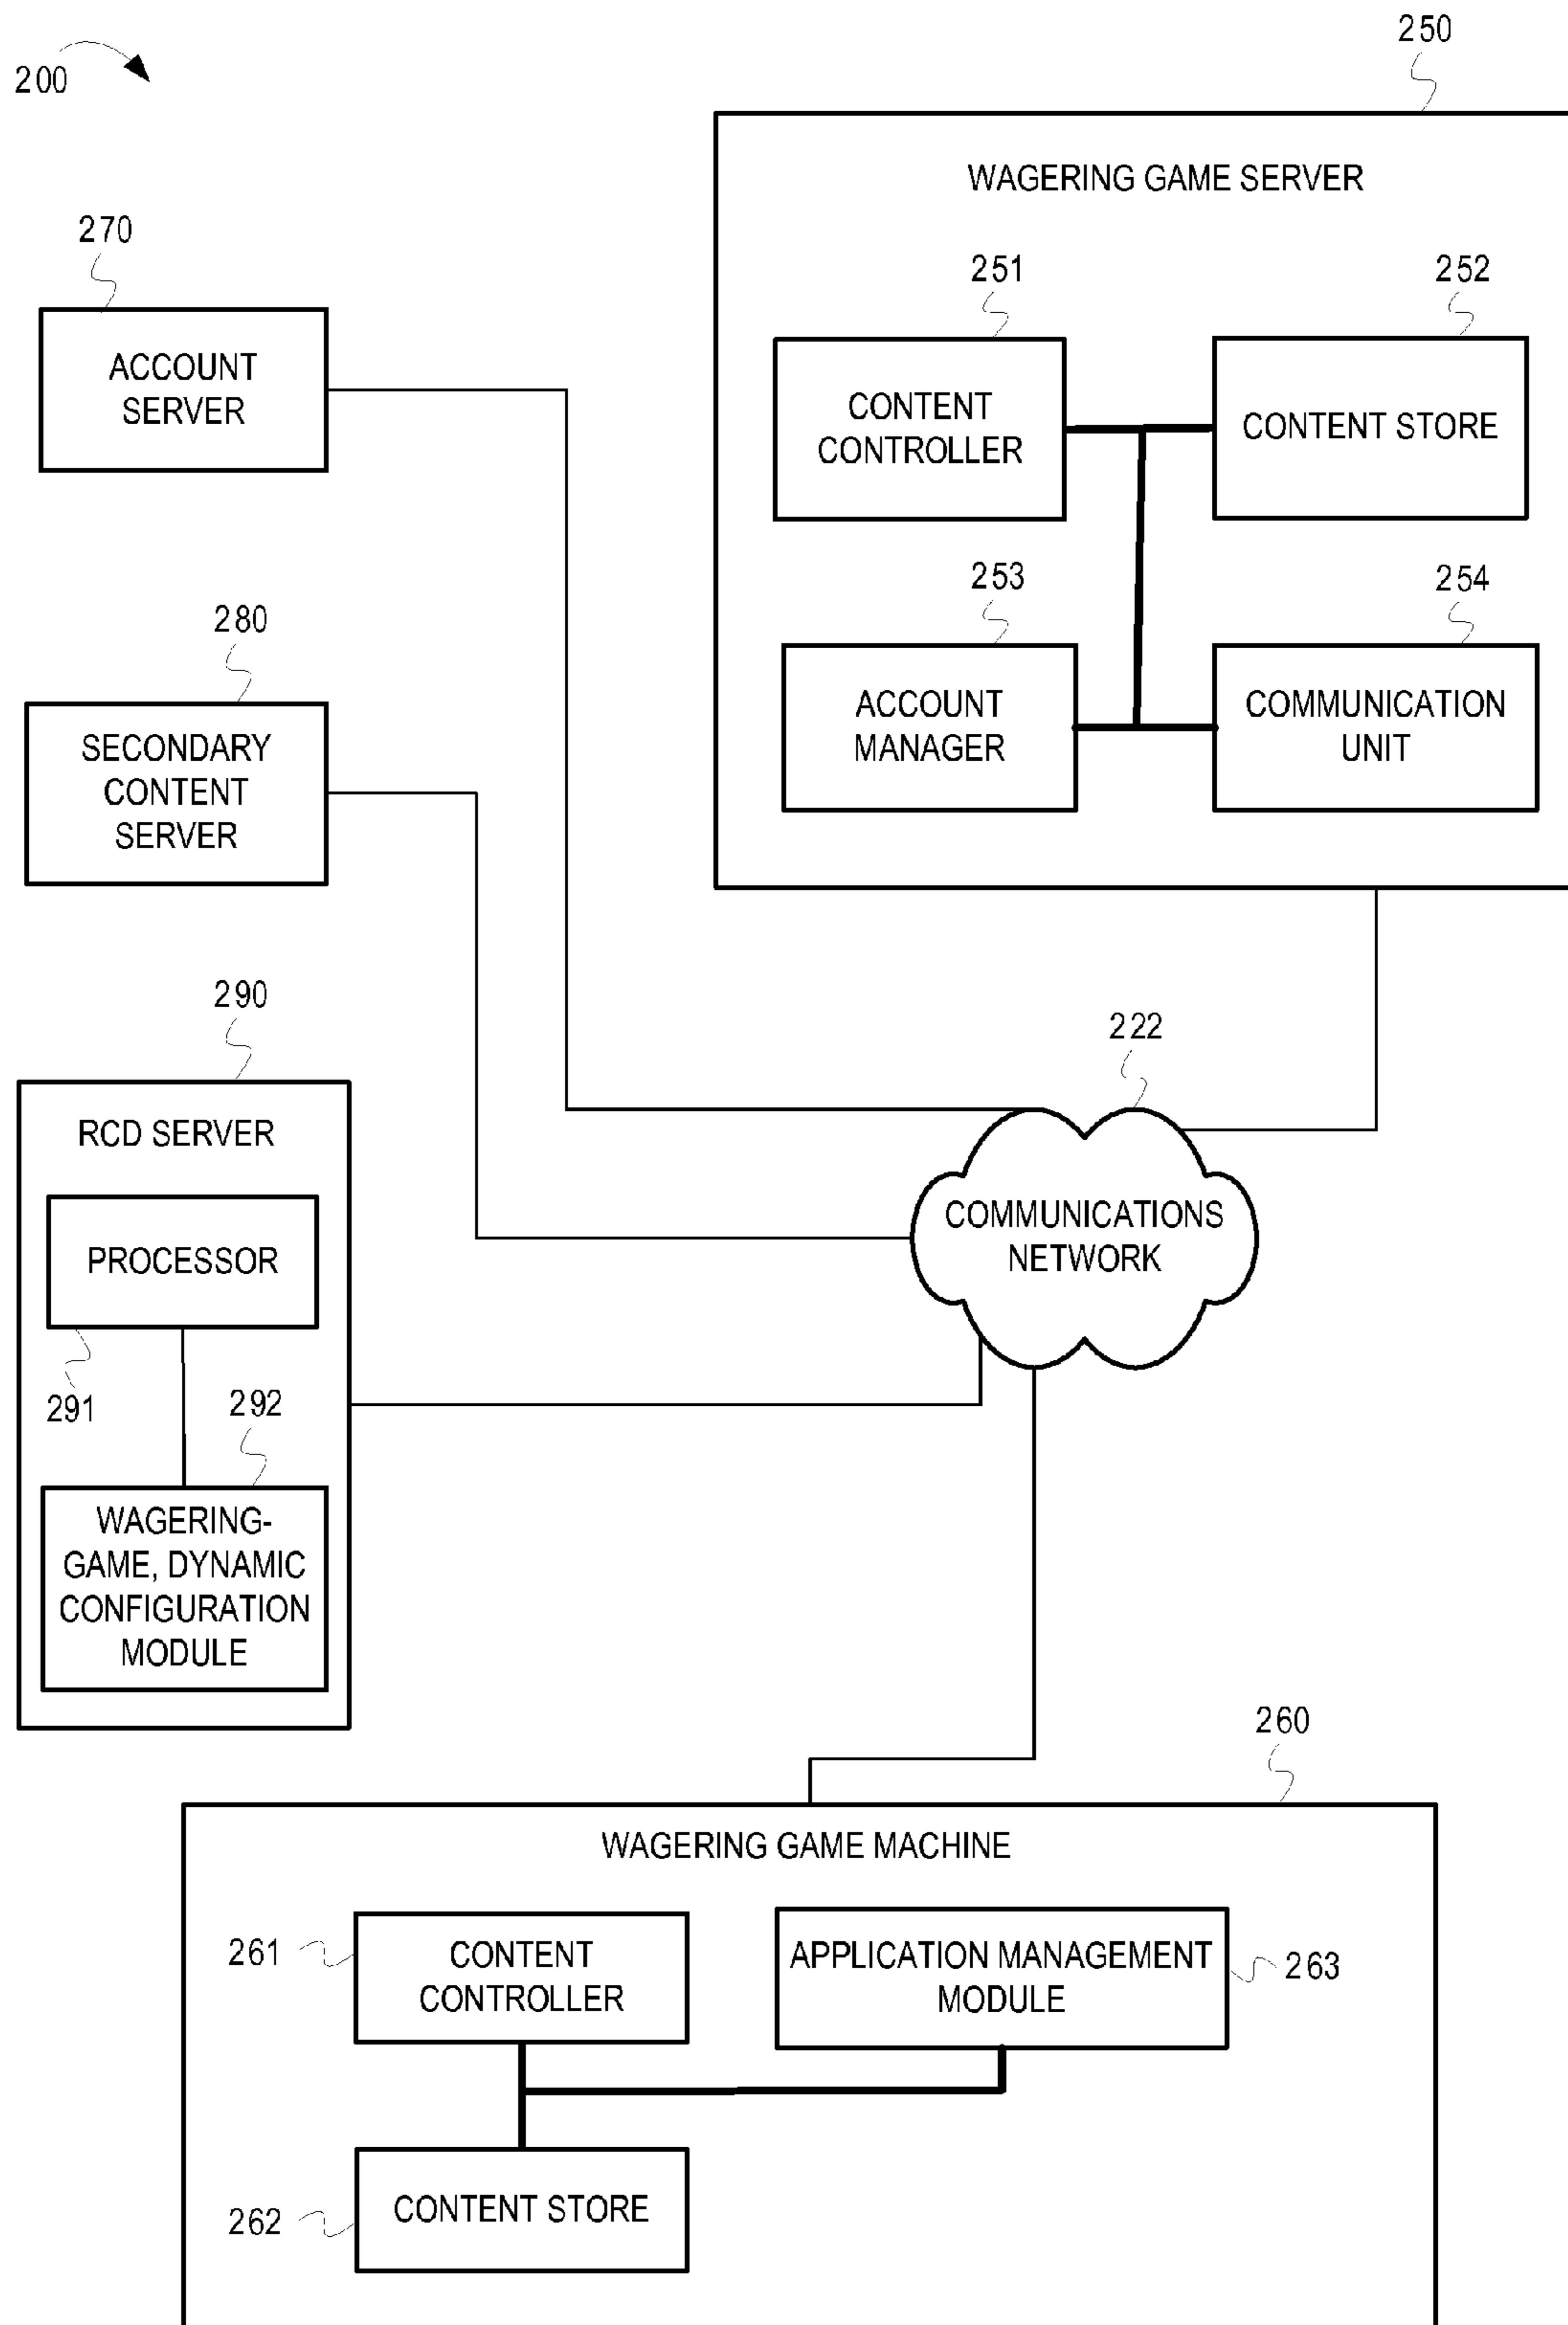 200
250
WAGERING GAME SERVER
270
251
252
ACCOUNT
SERVER
CONTENT
CONTROLLER
CONTENT STORE
253
254
280
ACCOUNT
MANAGER
COMMUNICATION
UNIT
SECONDARY
CONTENT
SERVER
290
222
RCD SERVER
COMMUNICATIONS
NETWORK
PROCESSOR
291
292
WAGERING-
GAME, DYNAMIC
CONFIGURATION
MODULE
260
WAGERING GAME MACHINE
261
CONTENT
CONTROLLER
APPLICATION MANAGEMENT
MODULE
263
262
CONTENT STORE